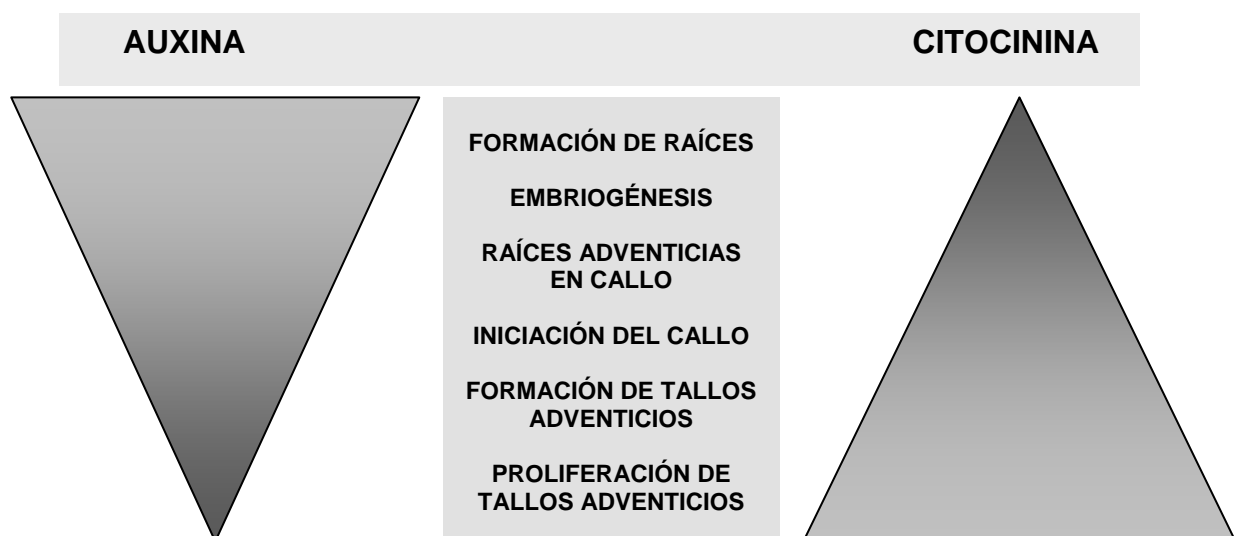 AUXINA CITOCININA
FORMACIÓN DE RAÍCES
EMBRIOGÉNESIS
RAÍCES ADVENTICIAS
EN CALLO
INICIACIÓN DEL CALLO
FORMACIÓN DE TALLOS
ADVENTICIOS
PROLIFERACIÓN DE
TALLOS ADVENTICIOS